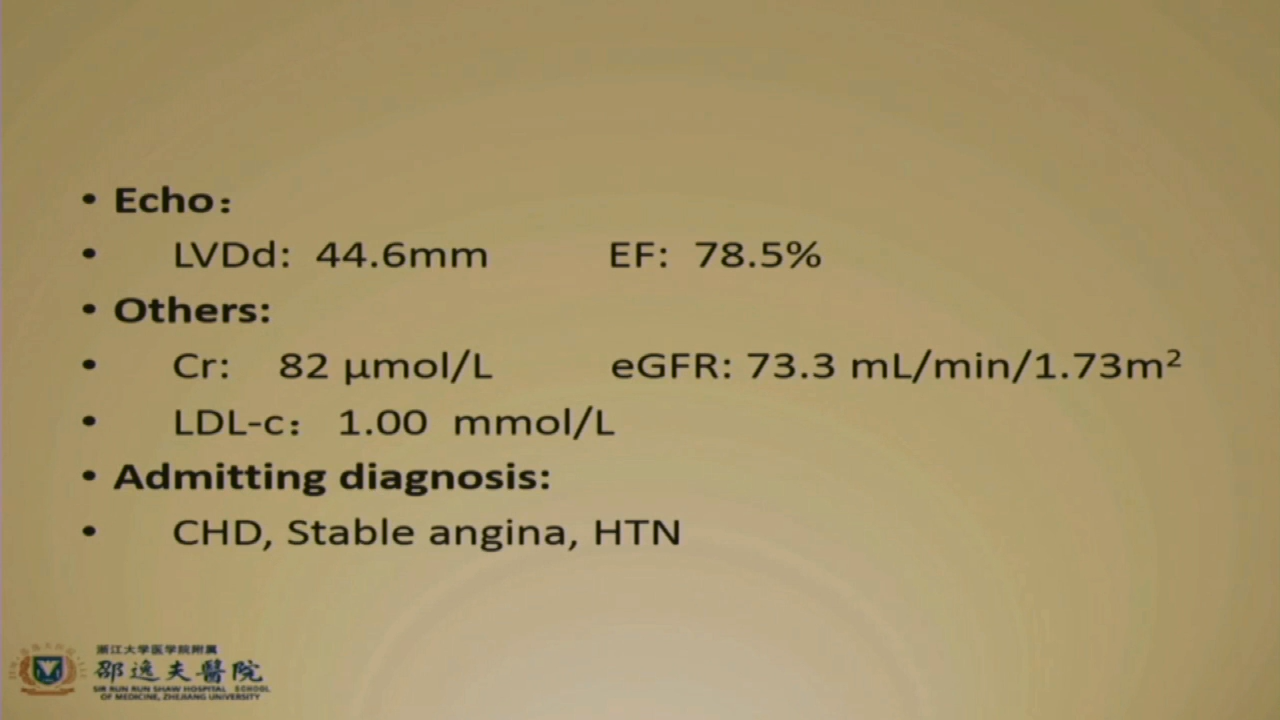 • Echo：
• LVDd: 44.6mm EF: 78.5%
• Others:
• Cr: 82 μmol/L eGFR: 73.3 mL/min/1.73m²
• LDL-c： 1.00 mmol/L
• Admitting diagnosis:
• CHD, Stable angina, HTN
浙江大学医学院附属
邵逸夫醫院
SIR RUN RUN SHAW HOSPITAL SCHOOL
OF MEDICINE, ZHEJIANG UNIVERSITY